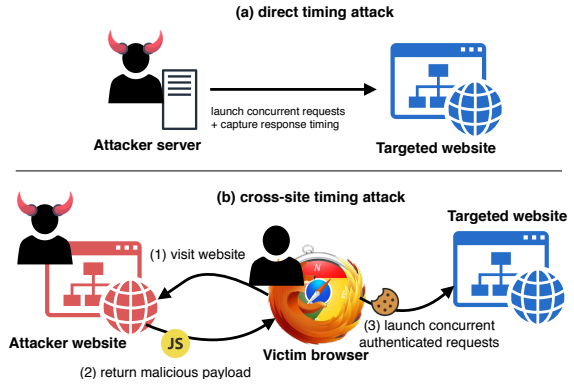 (a) direct timing attack
launch concurrent requests
+ capture response timing
Attacker server
Targeted website
(b) cross-site timing attack
Targeted website
(1) visit website
N
JS
(3) launch concurrent
authenticated requests
Attacker website
Victim browser
(2) return malicious payload